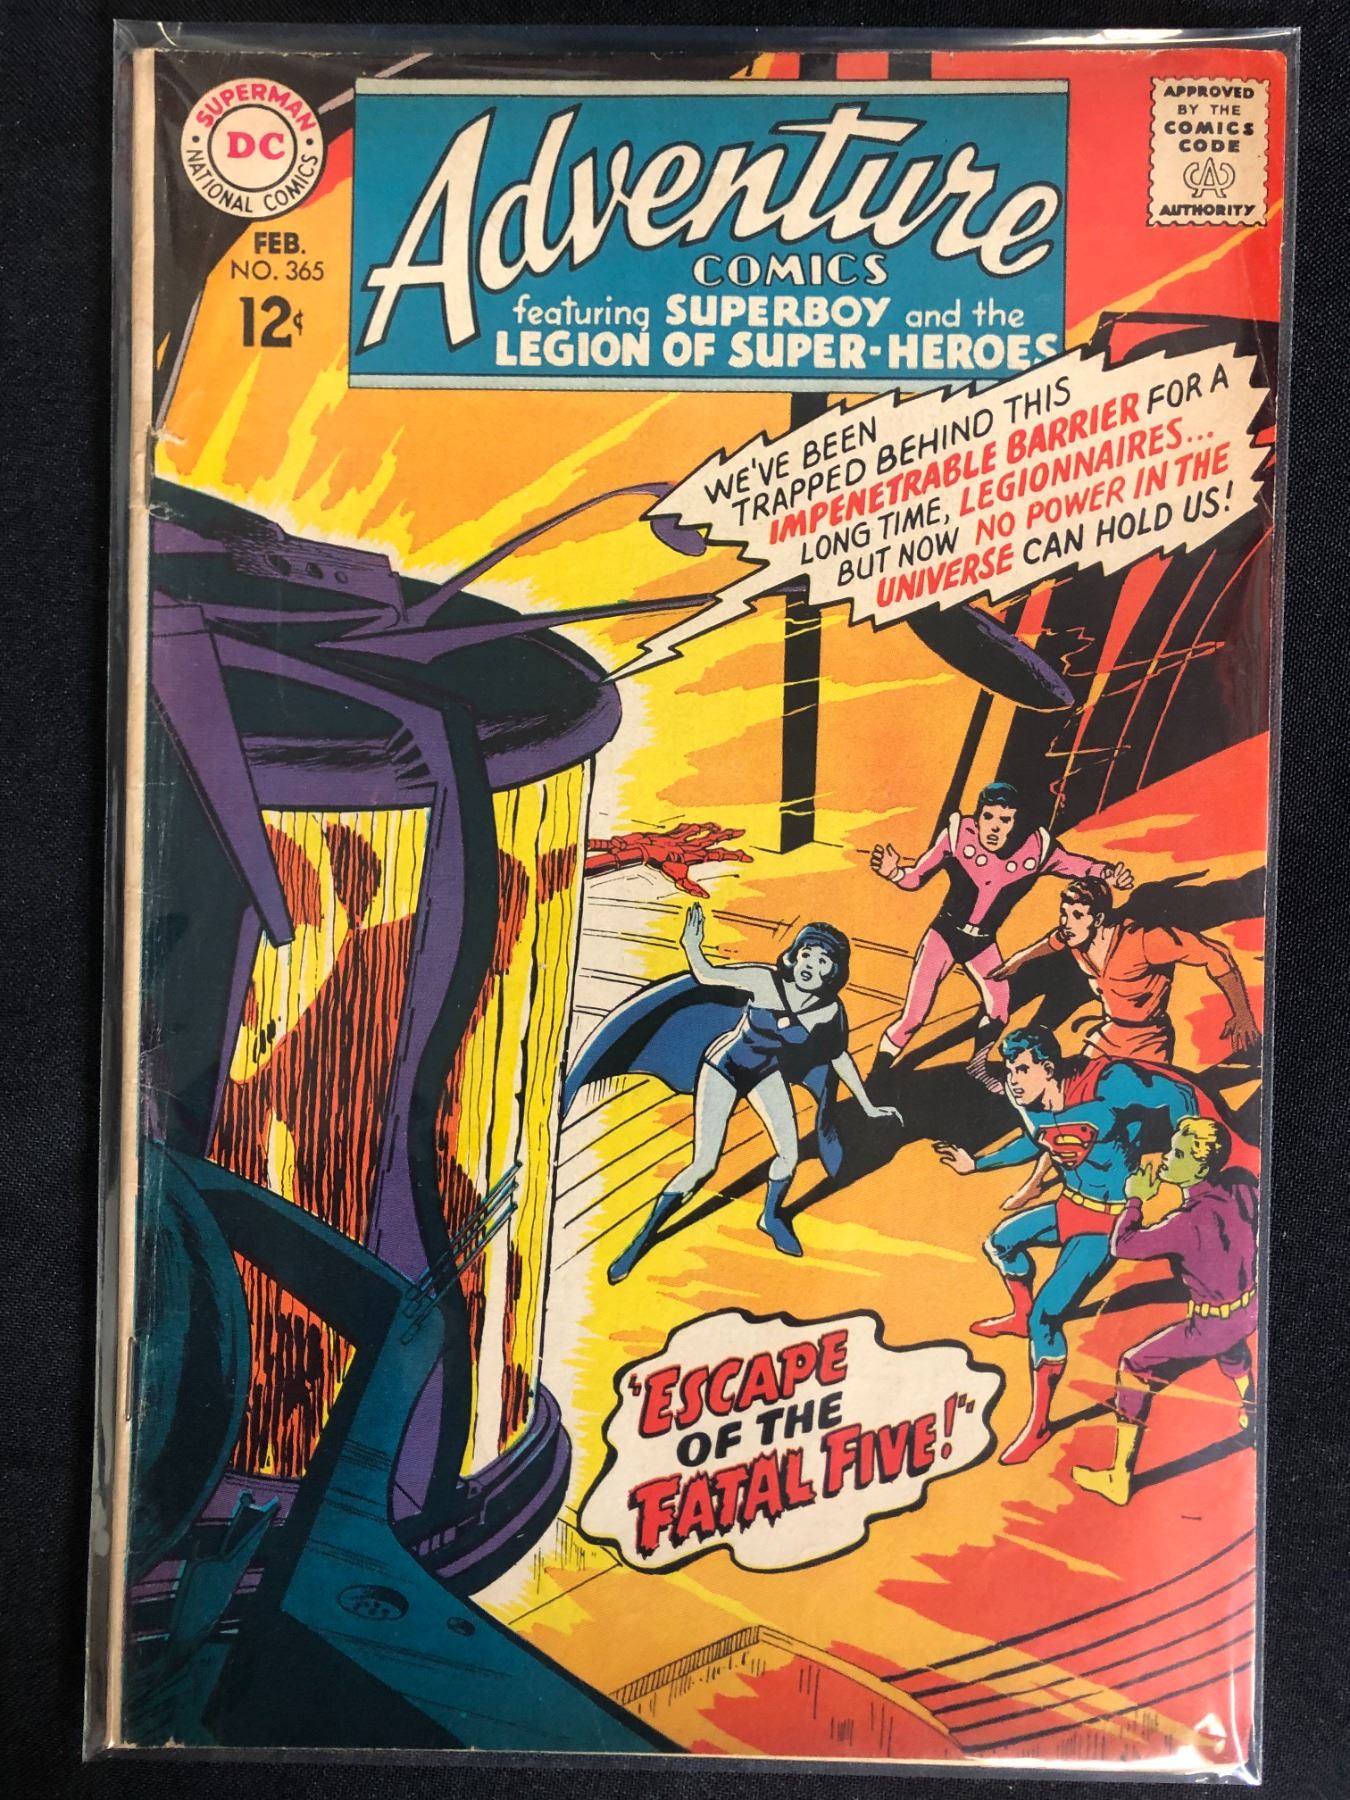 SUPERMAN
DC
NATIONAL COMICS
FEB.
NO. 365
12¢
Adventure
COMICS
featuring SUPERBOY and the
LEGION OF SUPER-HEROES
APPROVED
BY THE
COMICS
CODE
CA
AUTHORITY
WE'VE BEEN
TRAPPED BEHIND THIS
IMPENETRABLE BARRIER FOR A
LONG TIME, LEGIONNAIRES...
BUT NOW NO POWER IN THE
UNIVERSE CAN HOLD US!
S
"ESCAPE
OF THE
FATAL FIVE!"